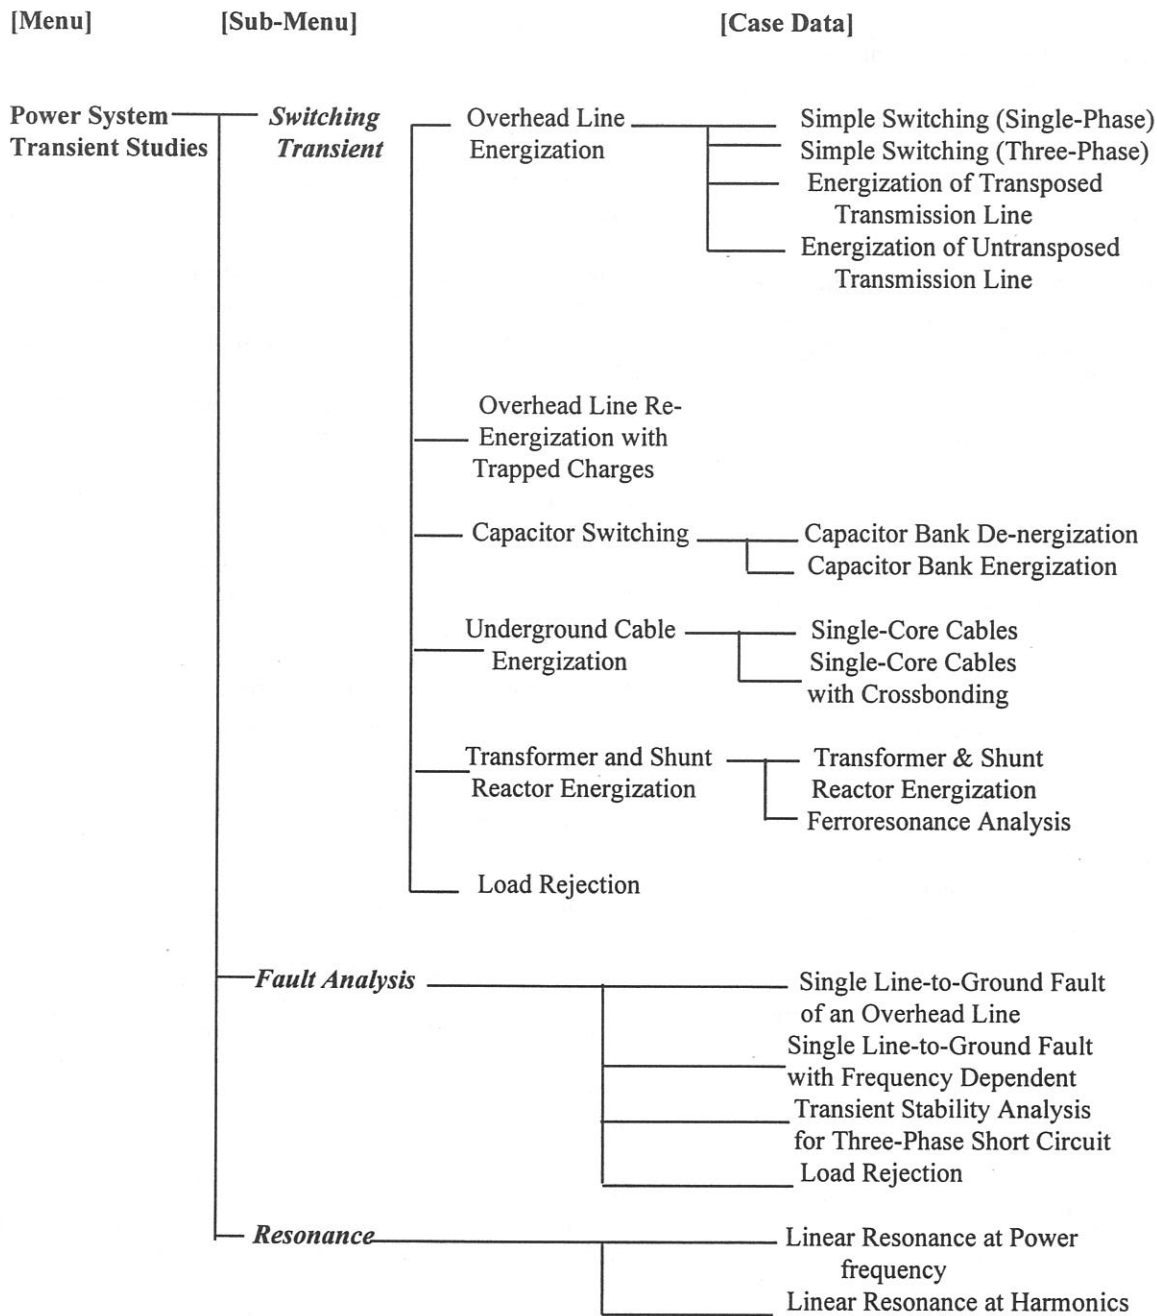 [Menu] [Sub-Menu] [Case Data]
Power System Switching Overhead Line Simple Switching (Single-Phase)
Transient Studies Transient Energization Simple Switching (Three-Phase)
Energization of Transposed
Transmission Line
Energization of Untransposed
Transmission Line
Overhead Line Re-
Energization with
Trapped Charges
Capacitor Switching Capacitor Bank De-nergization
Capacitor Bank Energization
Underground Cable Single-Core Cables
Energization Single-Core Cables
with Crossbonding
Transformer and Shunt Transformer & Shunt
Reactor Energization Reactor Energization
Ferroresonance Analysis
Load Rejection
Fault Analysis Single Line-to-Ground Fault
of an Overhead Line
Single Line-to-Ground Fault
with Frequency Dependent
Transient Stability Analysis
for Three-Phase Short Circuit
Load Rejection
Resonance Linear Resonance at Power
frequency
Linear Resonance at Harmonics